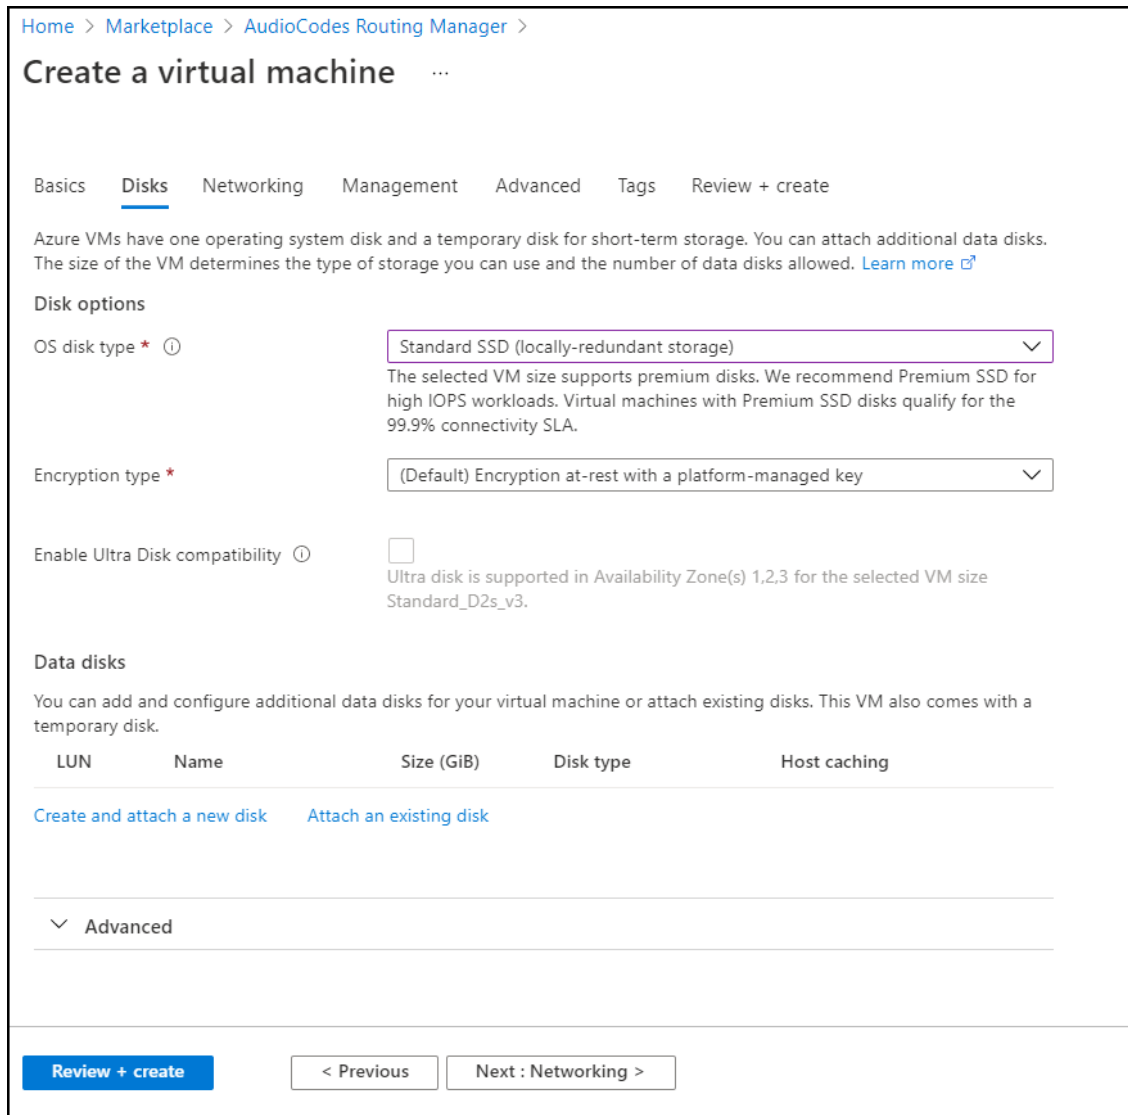 Home > Marketplace > AudioCodes Routing Manager >
Create a virtual machine ...
Basics Disks Networking Management Advanced Tags Review + create
Azure VMs have one operating system disk and a temporary disk for short-term storage. You can attach additional data disks.
The size of the VM determines the type of storage you can use and the number of data disks allowed. Learn more
Disk options
OS disk type * Standard SSD (locally-redundant storage)
The selected VM size supports premium disks. We recommend Premium SSD for
high IOPS workloads. Virtual machines with Premium SSD disks qualify for the
99.9% connectivity SLA.
Encryption type * (Default) Encryption at-rest with a platform-managed key
Enable Ultra Disk compatibility
Ultra disk is supported in Availability Zone(s) 1,2,3 for the selected VM size
Standard_D2s_v3.
Data disks
You can add and configure additional data disks for your virtual machine or attach existing disks. This VM also comes with a
temporary disk.
LUN Name Size (GiB) Disk type Host caching
Create and attach a new disk Attach an existing disk
Advanced
Review + create < Previous Next : Networking >